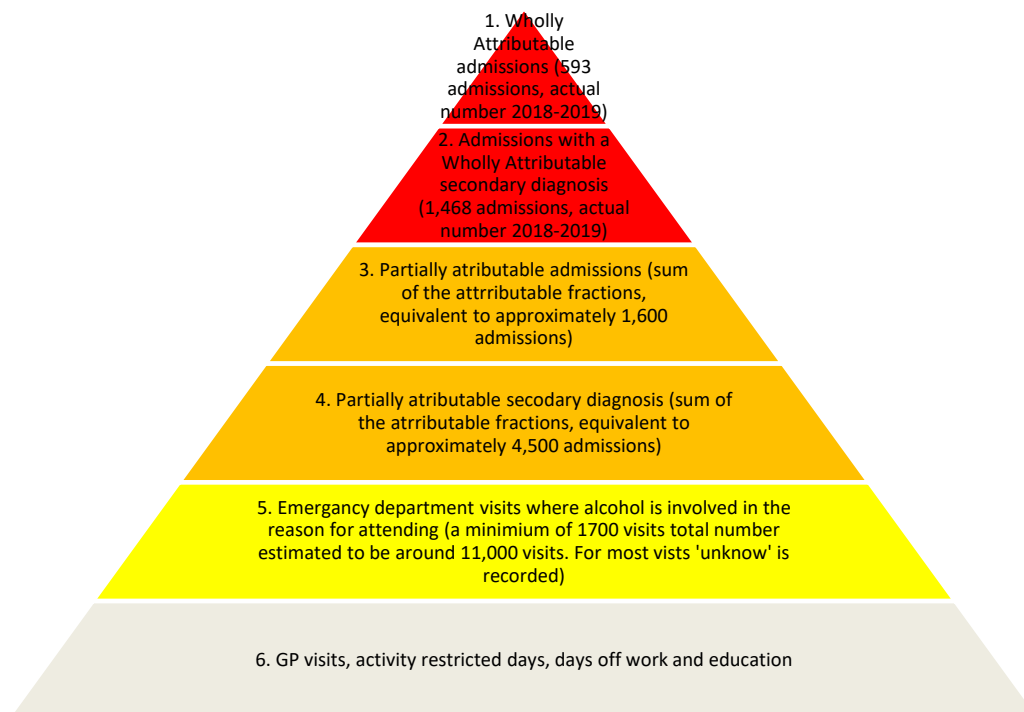 1. Wholly
Attributable
admissions (593
admissions, actual
number 2018-2019)
2. Admissions with a
Wholly Attributable
secondary diagnosis
(1,468 admissions, actual
number 2018-2019)
3. Partially atributable admissions (sum
of the attrributable fractions,
equivalent to approximately 1,600
admissions)
4. Partially atributable secodary diagnosis (sum of
the atrributable fractions, equivalent to
approximately 4,500 admissions)
5. Emergancy department visits where alcohol is involved in the
reason for attending (a minimium of 1700 visits total number
estimated to be around 11,000 visits. For most vists 'unknow' is
recorded)
6. GP visits, activity restricted days, days off work and education